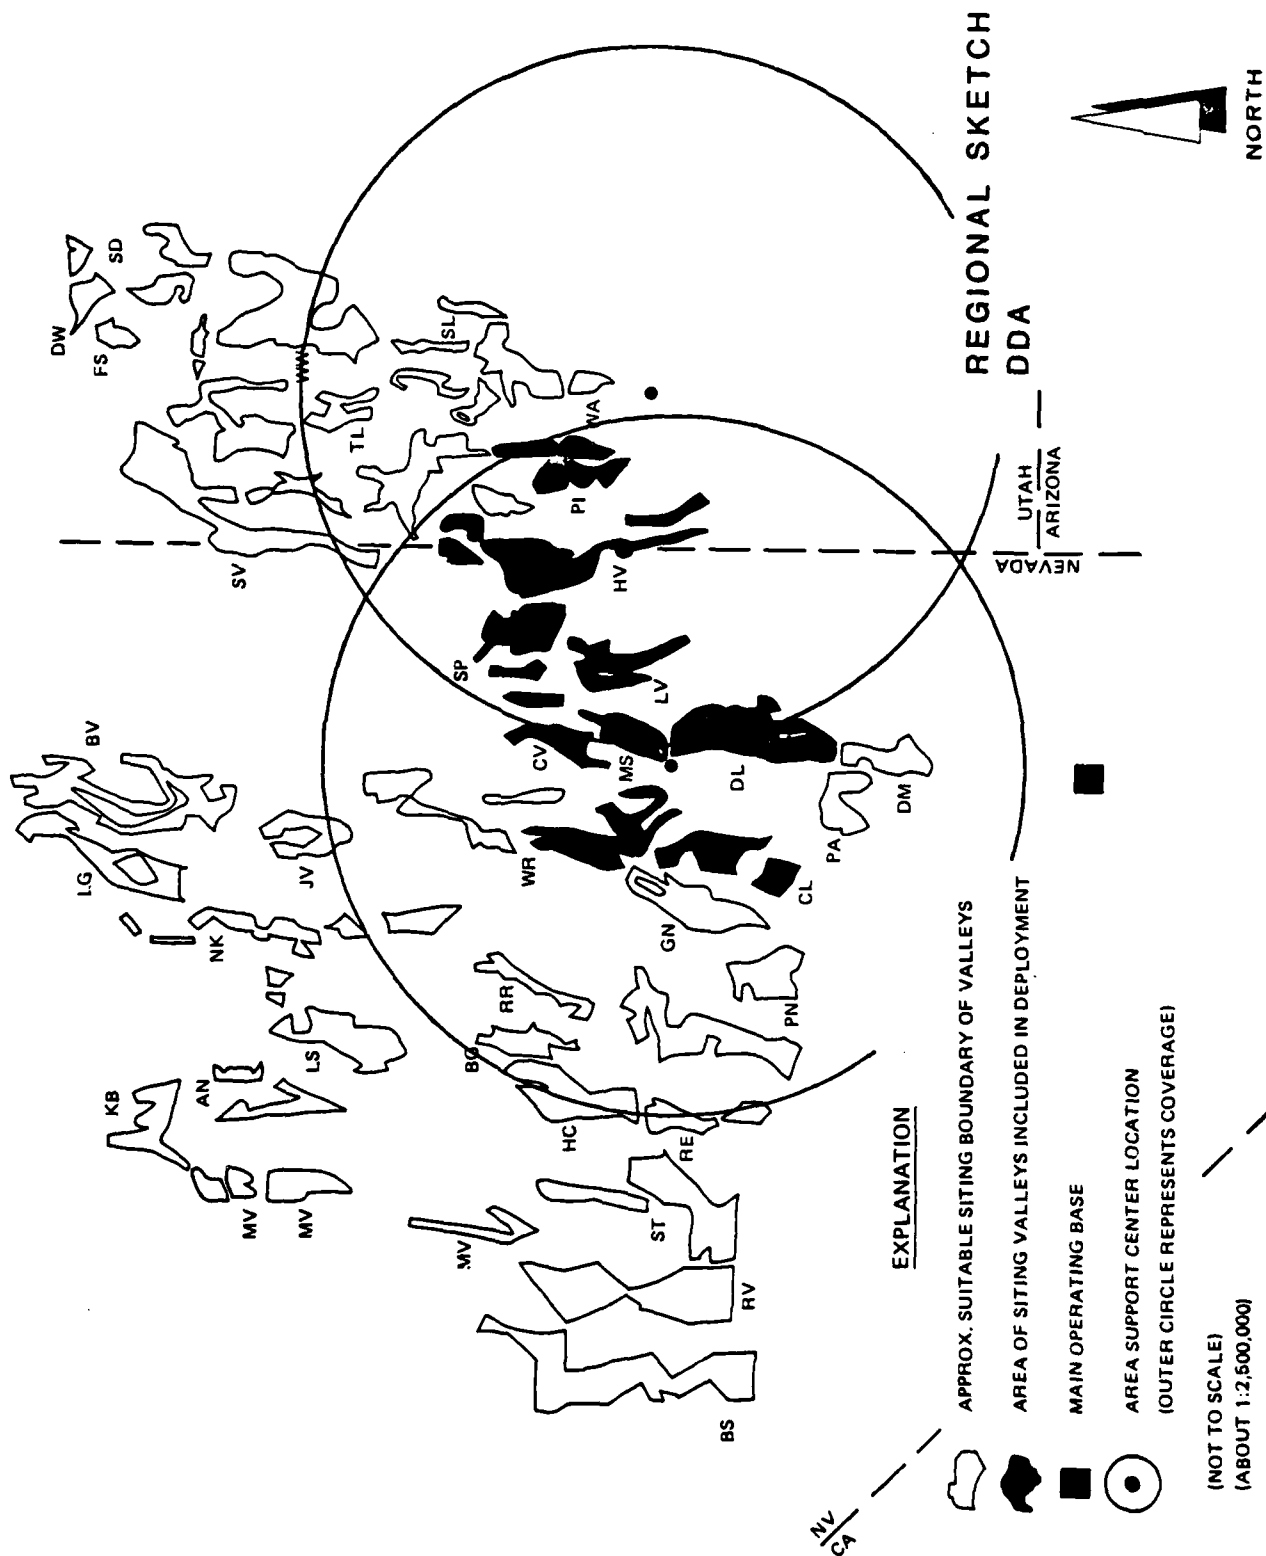 REGIONAL SKETCH
DDA
NORTH
DW
FS
SD
SV
WW
TL
SL
WA
PI
HV
SP
LV
BV
LG
JV
NK
CV
MS
DL
DM
PA
WR
CL
GN
KB
AN
LS
RR
BG
PN
HC
RE
MV
MV
MV
ST
RV
BS
UTAH
ARIZONA
NEVADA
NV
CA
EXPLANATION
APPROX. SUITABLE SITING BOUNDARY OF VALLEYS
AREA OF SITING VALLEYS INCLUDED IN DEPLOYMENT
MAIN OPERATING BASE
AREA SUPPORT CENTER LOCATION
(OUTER CIRCLE REPRESENTS COVERAGE)
(NOT TO SCALE)
(ABOUT 1:2,500,000)